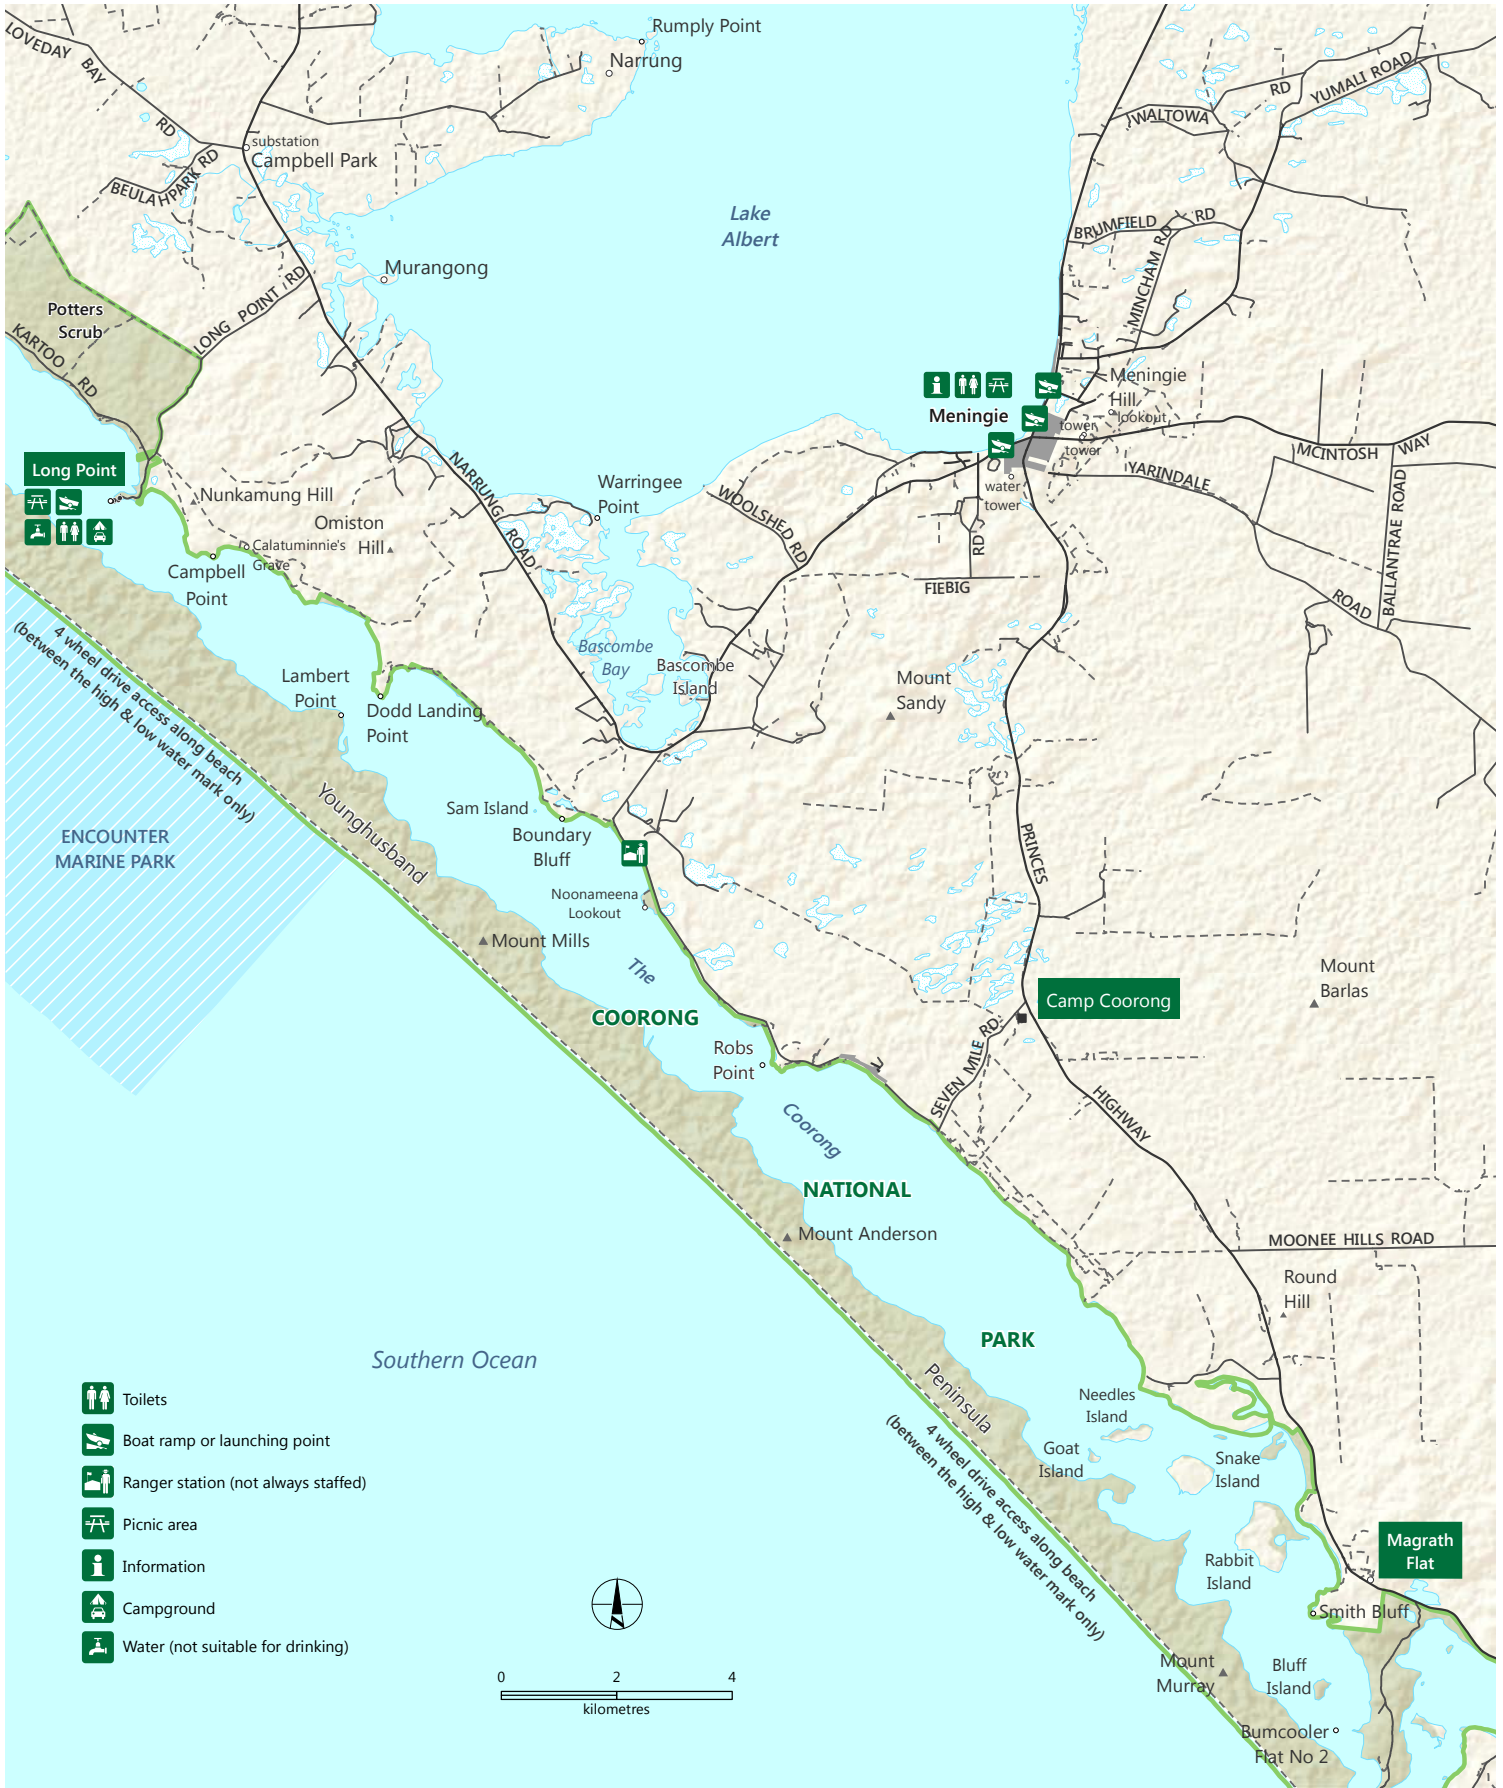 Rumply Point
Narrung
LOVEDAY BAY RD
substation
Campbell Park
BEULAHPARK RD
WALTOWA RD
YUMALI ROAD
Lake
Albert
BRUMFIELD RD
MINCHAM RD
Murangong
LONG POINT RD
Potters
Scrub
KARTOO RD
Meningie
Meningie
Hill
lookout
tower
tower
water
tower
MCINTOSH WAY
YARINDALE ROAD
BALLANTRAE ROAD
Long Point
Nunkamung Hill
Omiston
Hill
Calatuminnie's
Grave
Campbell
Point
NARRUNG ROAD
Warringee
Point
WOOLSHED RD
FIEBIG RD
4 wheel drive access along beach
(between the high & low water mark only)
Bascombe
Bay
Bascombe
Island
Lambert
Point
Dodd Landing
Point
Mount
Sandy
ENCOUNTER
MARINE PARK
Younghusband
Sam Island
Boundary
Bluff
PRINCES
Noonameena
Lookout
Mount Mills
The
COORONG
Mount
Barlas
Camp Coorong
SEVEN MILE RD
Robs
Point
HIGHWAY
Coorong
NATIONAL
Mount Anderson
MOONEE HILLS ROAD
Round
Hill
PARK
Southern Ocean
Peninsula
4 wheel drive access along beach
(between the high & low water mark only)
Needles
Island
Goat
Island
Snake
Island
Rabbit
Island
Magrath
Flat
Smith Bluff
Mount
Murray
Bluff
Island
Bumcooler
Flat No 2
Toilets
Boat ramp or launching point
Ranger station (not always staffed)
Picnic area
Information
Campground
Water (not suitable for drinking)
0 2 4
kilometres